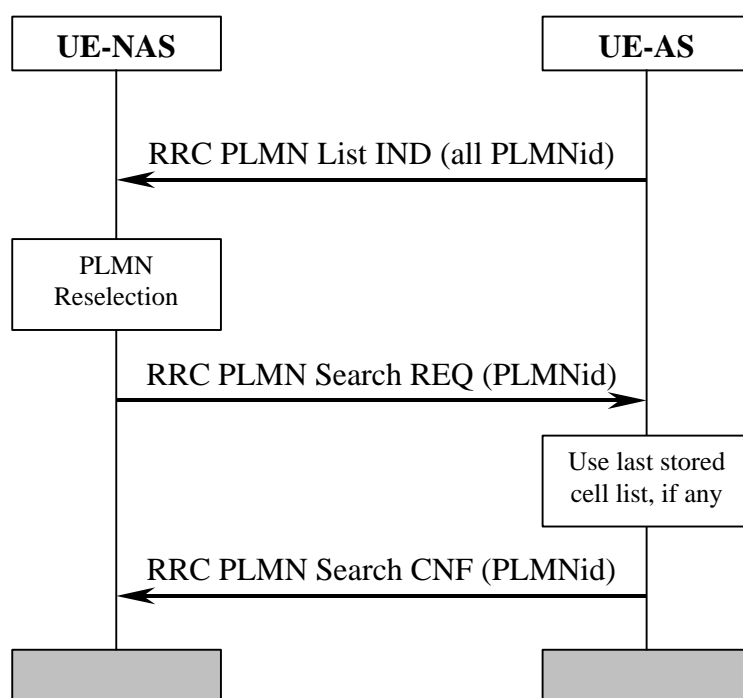 UE-NAS
UE-AS
RRC PLMN List IND (all PLMNid)
PLMN
Reselection
RRC PLMN Search REQ (PLMNid)
Use last stored
cell list, if any
RRC PLMN Search CNF (PLMNid)